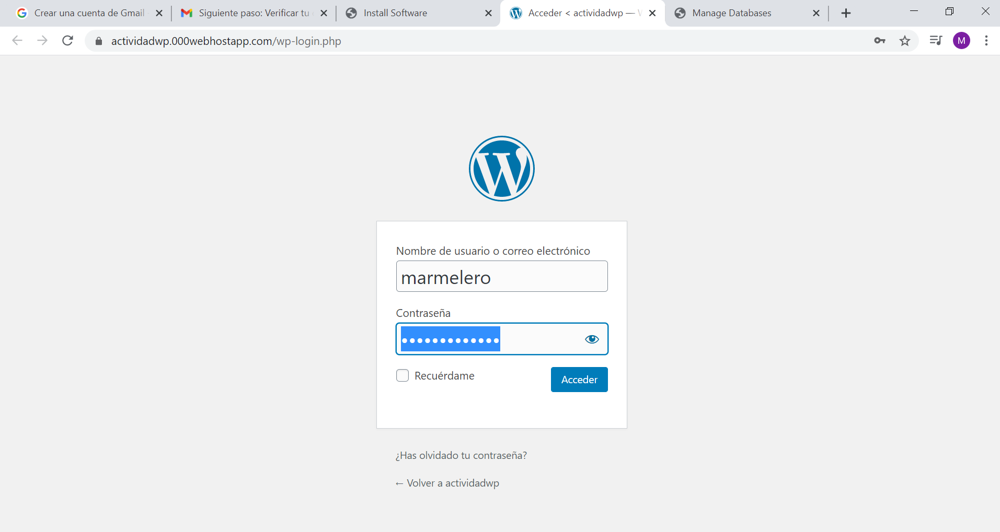 Crear una cuenta de Gmail
Siguiente paso: Verificar tu
Install Software
Acceder < actividadwp —
Manage Databases
actividadwp.000webhostapp.com/wp-login.php
M
Nombre de usuario o correo electrónico
marmelero
Contraseña
•••••••••••••
Recuérdame
Acceder
¿Has olvidado tu contraseña?
← Volver a actividadwp